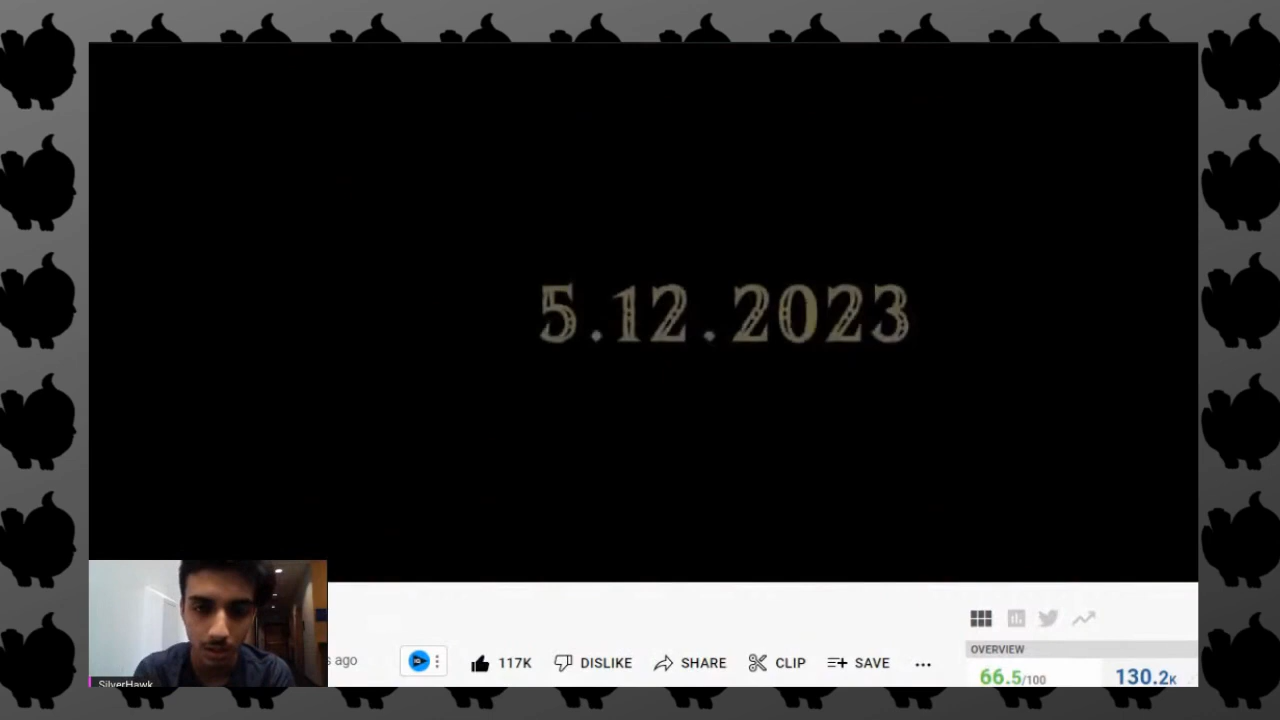 5.12.2023
SilverHawk
s ago
117K
DISLIKE
SHARE
CLIP
SAVE
OVERVIEW
66.5/100
130.2K